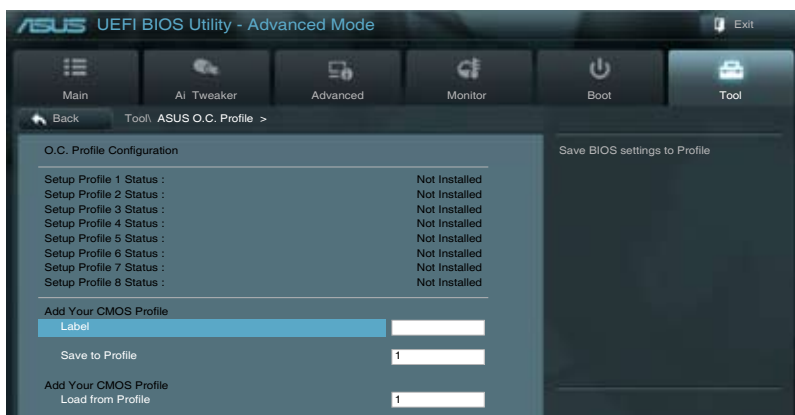 ASUS UEFI BIOS Utility - Advanced Mode
Exit
Main
Ai Tweaker
Advanced
Monitor
Boot
Tool
Back
Tool\ ASUS O.C. Profile >
O.C. Profile Configuration
Save BIOS settings to Profile
Setup Profile 1 Status : Not Installed
Setup Profile 2 Status : Not Installed
Setup Profile 3 Status : Not Installed
Setup Profile 4 Status : Not Installed
Setup Profile 5 Status : Not Installed
Setup Profile 6 Status : Not Installed
Setup Profile 7 Status : Not Installed
Setup Profile 8 Status : Not Installed
Add Your CMOS Profile
Label
Save to Profile 1
Add Your CMOS Profile
Load from Profile 1